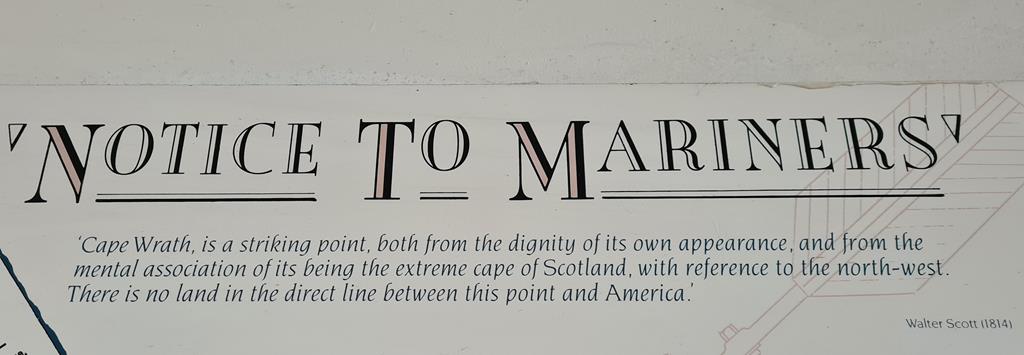 'NOTICE TO MARINERS'
'Cape Wrath, is a striking point, both from the dignity of its own appearance, and from the
mental association of its being the extreme cape of Scotland, with reference to the north-west.
There is no land in the direct line between this point and America.'
Walter Scott (1814)